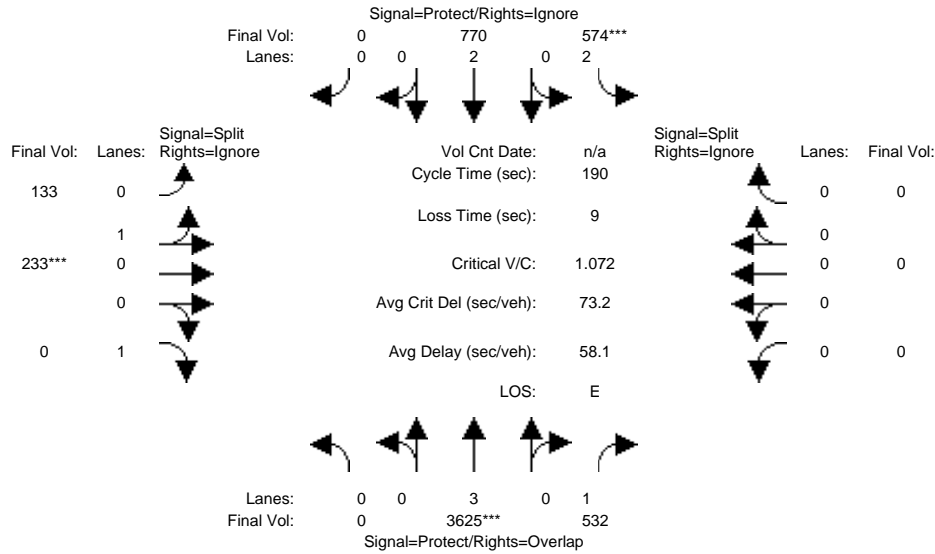 Signal=Protect/Rights=Ignore
Final Vol: 0 770 574***
Lanes: 0 0 2 0 2
Signal=Split
Final Vol: Lanes: Rights=Ignore
Vol Cnt Date: n/a
Signal=Split
Rights=Ignore Lanes: Final Vol:
Cycle Time (sec): 190
133 0
0 0
Loss Time (sec): 9
1
0
233*** 0
Critical V/C: 1.072
0 0
0
Avg Crit Del (sec/veh): 73.2
0
0 1
Avg Delay (sec/veh): 58.1
0 0
LOS: E
Lanes: 0 0 3 0 1
Final Vol: 0 3625*** 532
Signal=Protect/Rights=Overlap